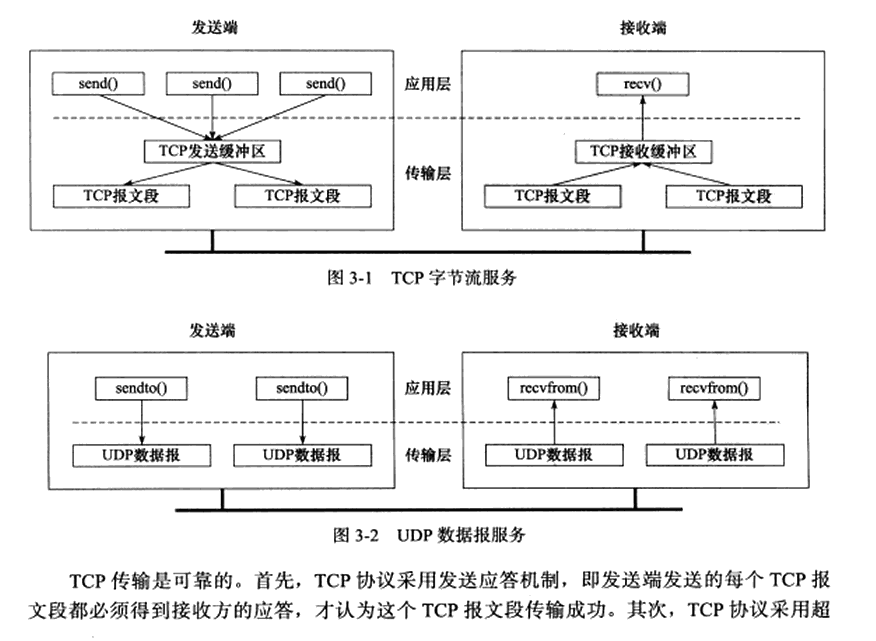 发送端 接收端
send() send() send() 应用层 recv()
TCP发送缓冲区 TCP接收缓冲区
传输层
TCP报文段 TCP报文段 TCP报文段 TCP报文段
图 3-1 TCP 字节流服务
发送端 接收端
sendto() sendto() 应用层 recvfrom() recvfrom()
UDP数据报 UDP数据报 传输层 UDP数据报 UDP数据报
图 3-2 UDP 数据报服务
TCP 传输是可靠的。首先，TCP 协议采用发送应答机制，即发送端发送的每个 TCP 报
文段都必须得到接收方的应答，才认为这个 TCP 报文段传输成功。其次，TCP 协议采用超